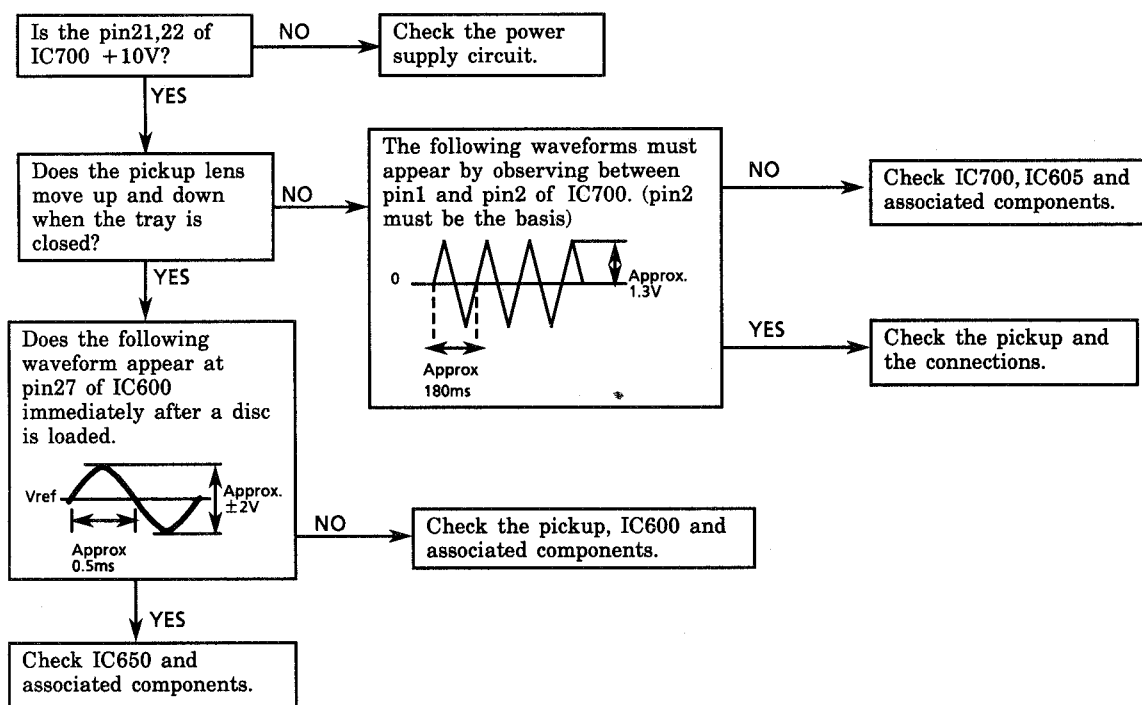 Is the pin21,22 of
IC700 +10V?
NO
Check the power
supply circuit.
YES
Does the pickup lens
move up and down
when the tray is
closed?
NO
The following waveforms must
appear by observing between
pin1 and pin2 of IC700. (pin2
must be the basis)
0
Approx.
1.3V
Approx
180ms
NO
Check IC700, IC605 and
associated components.
YES
Check the pickup and
the connections.
YES
Does the following
waveform appear at
pin27 of IC600
immediately after a disc
is loaded.
Vref
Approx.
±2V
Approx
0.5ms
NO
Check the pickup, IC600 and
associated components.
YES
Check IC650 and
associated components.